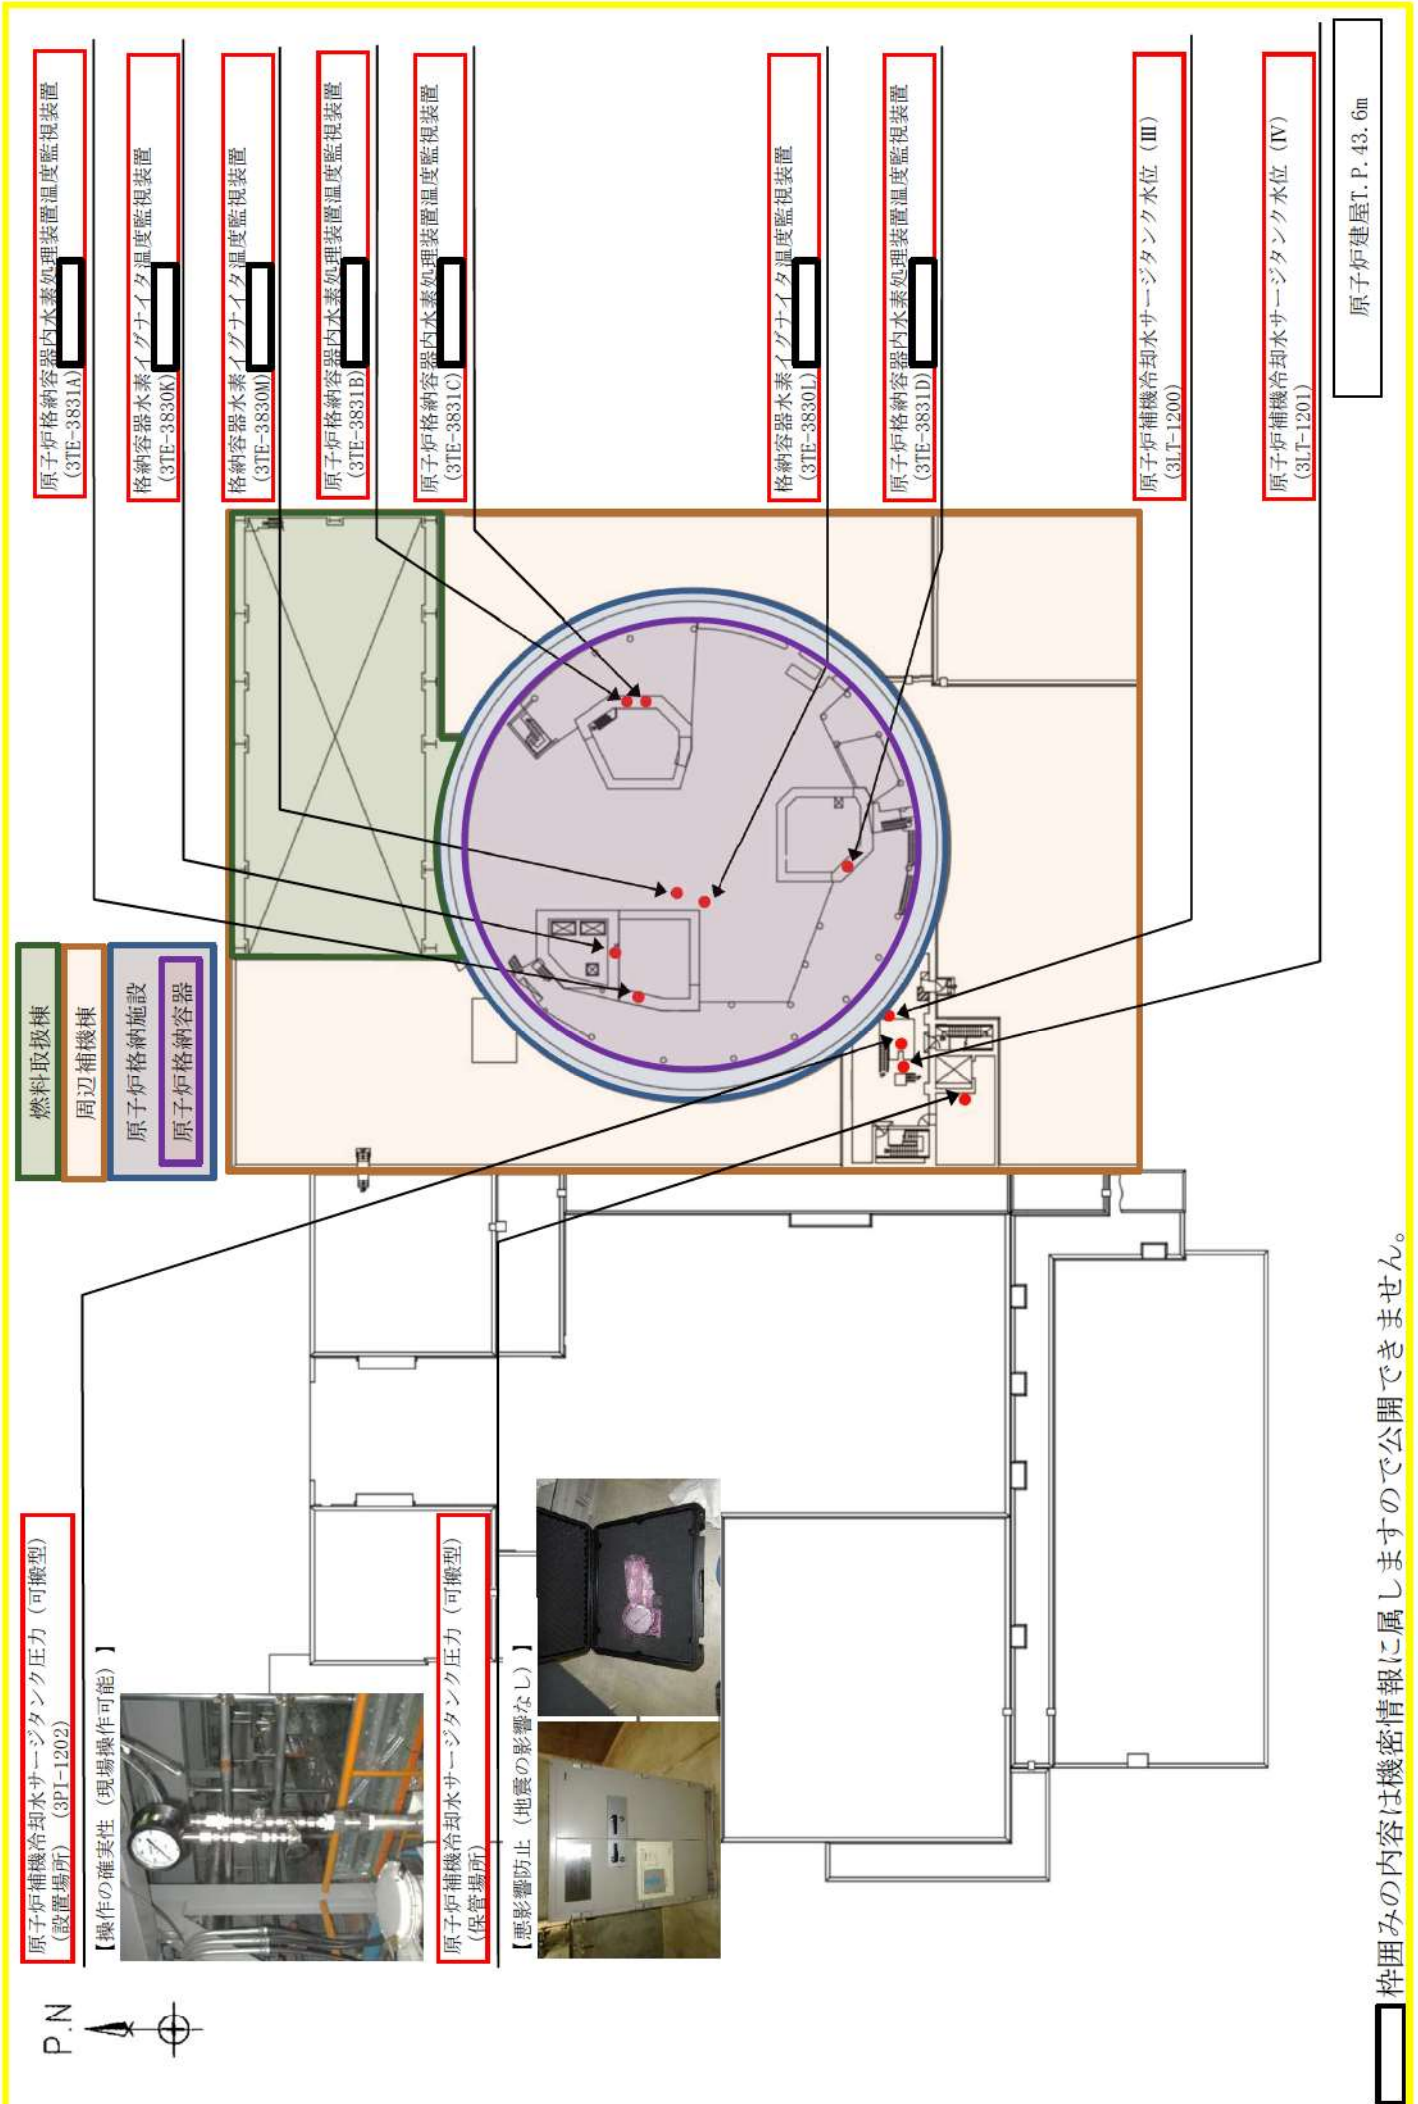 P.N
原子炉補機冷却水サージタンク圧力（可搬型）
（設置場所）（3PI-1202）
【操作の確実性（現場操作可能）】
原子炉補機冷却水サージタンク圧力（可搬型）
（保管場所）
【悪影響防止（地震の影響なし）】
燃料取扱棟
周辺補機棟
原子炉格納施設
原子炉格納容器
原子炉格納容器内水素処理装置温度監視装置
(3TE-3831A)
格納容器水素イグナイタ温度監視装置
(3TE-3830K)
格納容器水素イグナイタ温度監視装置
(3TE-3830M)
原子炉格納容器内水素処理装置温度監視装置
(3TE-3831B)
原子炉格納容器内水素処理装置温度監視装置
(3TE-3831C)
格納容器水素イグナイタ温度監視装置
(3TE-3830L)
原子炉格納容器内水素処理装置温度監視装置
(3TE-3831D)
原子炉補機冷却水サージタンク水位（Ⅲ）
(3LT-1200)
原子炉補機冷却水サージタンク水位（Ⅳ）
(3LT-1201)
原子炉建屋T.P.43.6m
枠囲みの内容は機密情報に属しますので公開できません。